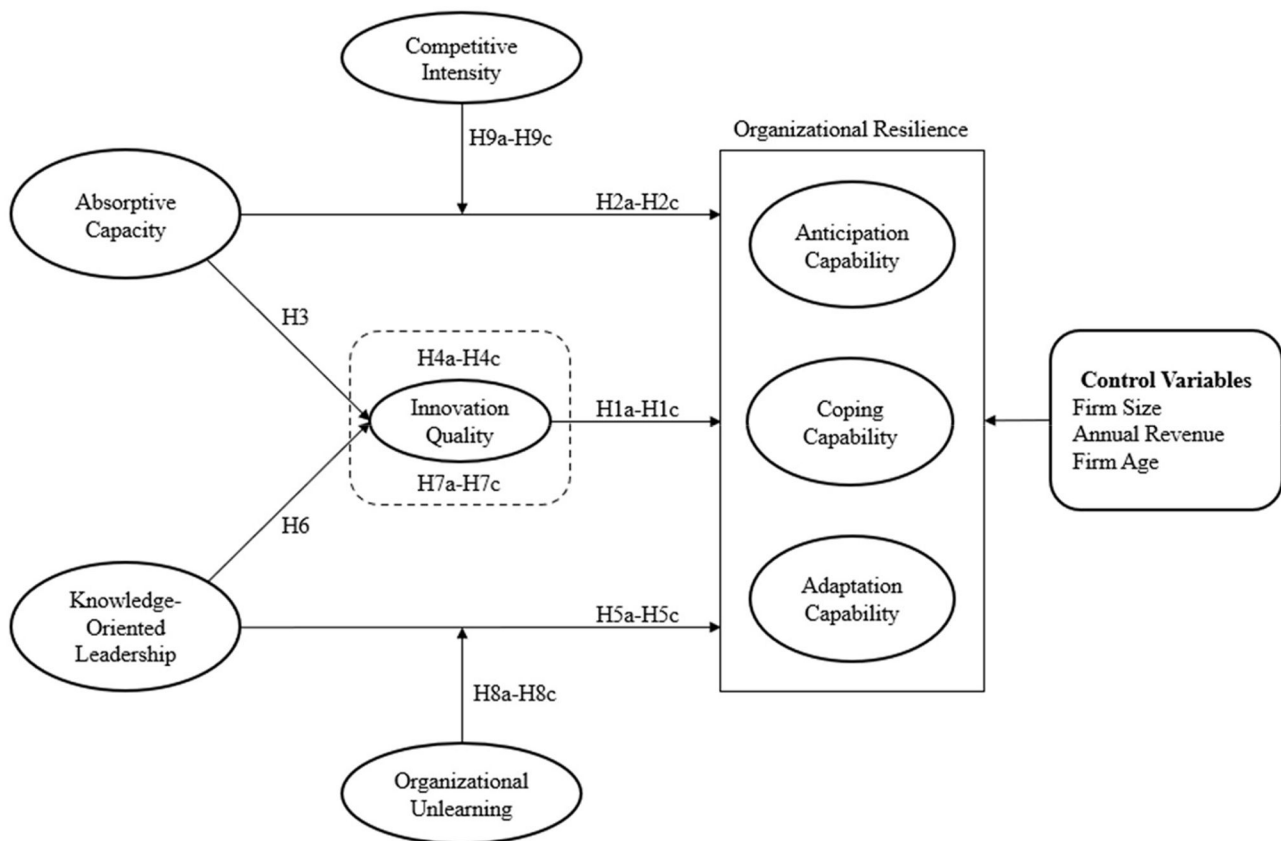 Competitive
Intensity
H9a-H9c
Organizational Resilience
Absorptive
Capacity
H2a-H2c
Anticipation
Capability
H3
H4a-H4c
Innovation
Quality
H1a-H1c
H7a-H7c
Coping
Capability
Control Variables
Firm Size
Annual Revenue
Firm Age
H6
Knowledge-
Oriented
Leadership
H5a-H5c
Adaptation
Capability
H8a-H8c
Organizational
Unlearning